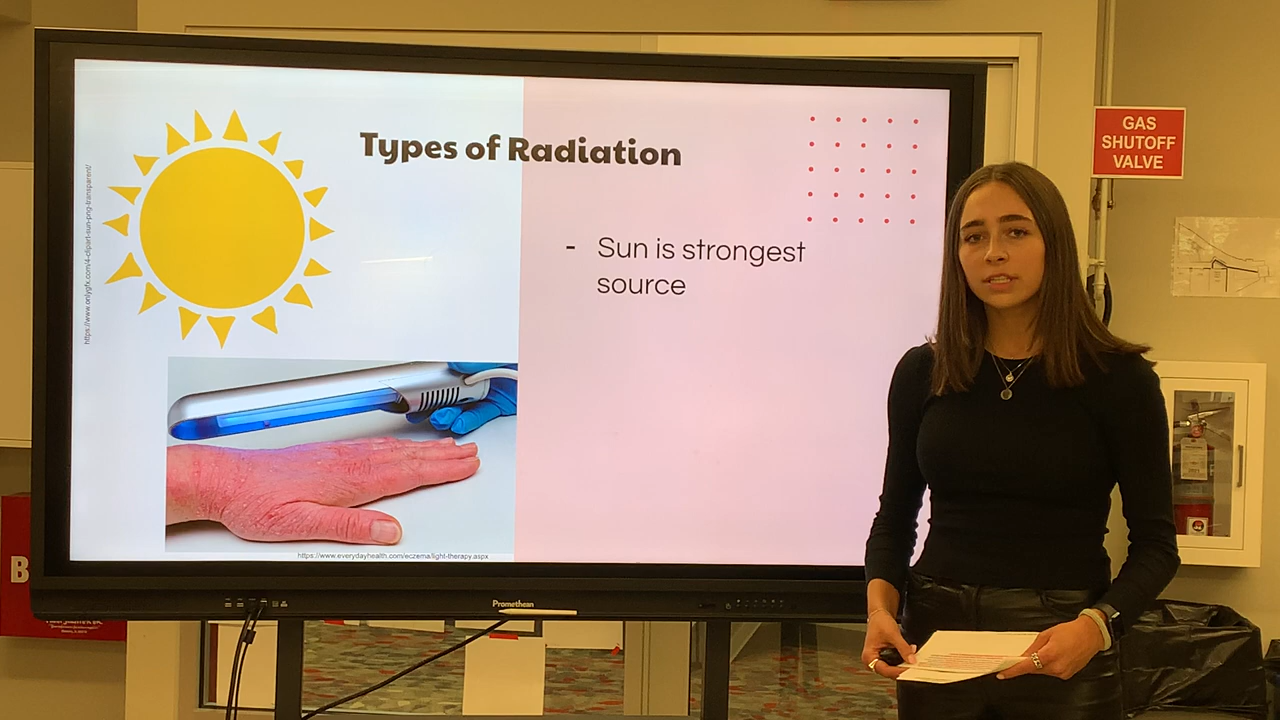 Types of Radiation
https://www.onlygfx.com/4-clipart-sun-png-transparent/
- Sun is strongest
source
https://www.everydayhealth.com/eczema/light-therapy.aspx
Promethean
GAS
SHUTOFF
VALVE
B